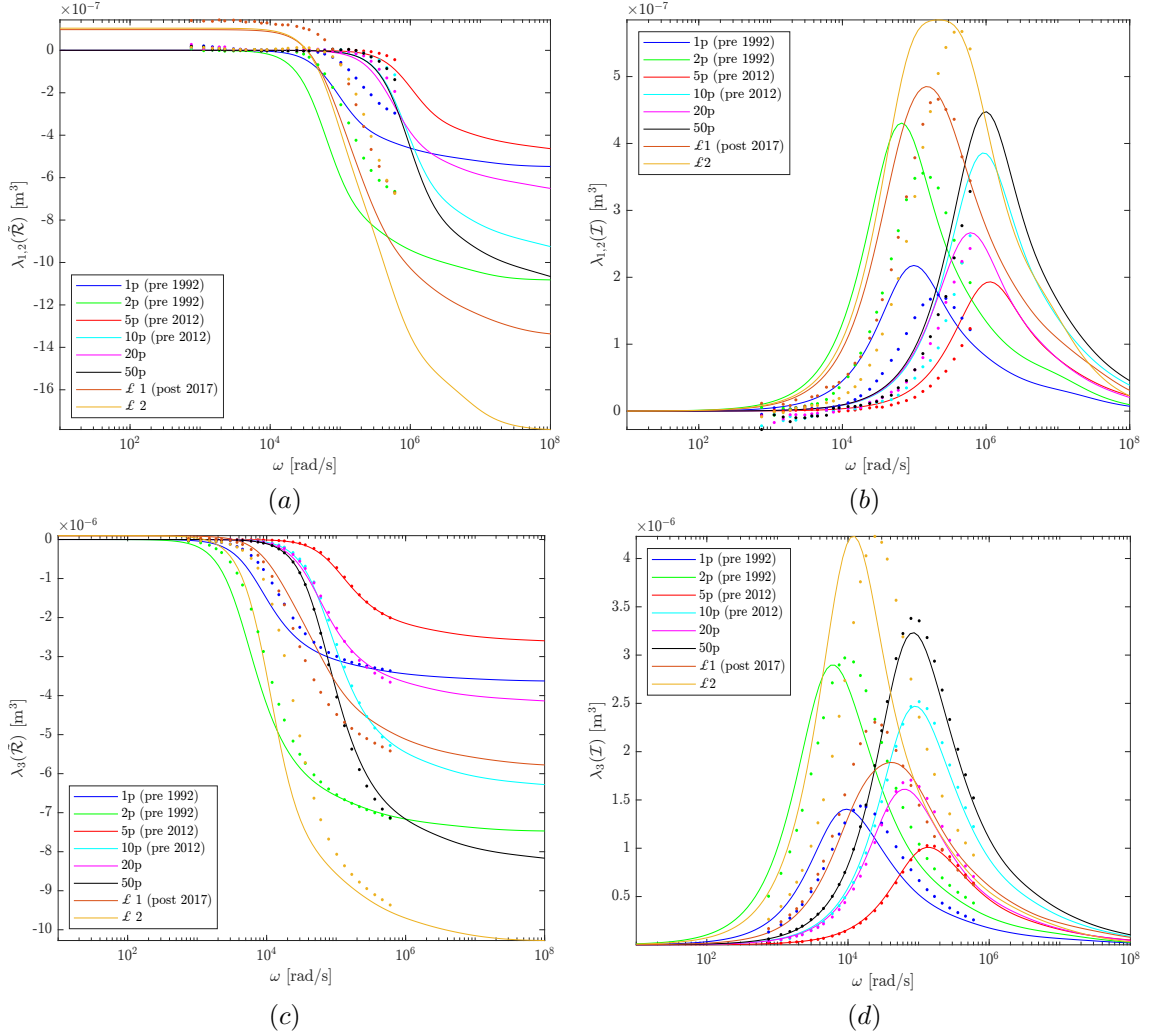 ×10⁻⁷
0
-2
-4
-6
-8
-10
-12
-14
-16
λ₁,₂(R̃) [m³]
1p (pre 1992)
2p (pre 1992)
5p (pre 2012)
10p (pre 2012)
20p
50p
£ 1 (post 2017)
£ 2
10² 10⁴ 10⁶ 10⁸
ω [rad/s]
(a)
×10⁻⁷
5
4
3
2
1
0
λ₁,₂(I) [m³]
1p (pre 1992)
2p (pre 1992)
5p (pre 2012)
10p (pre 2012)
20p
50p
£1 (post 2017)
£2
10² 10⁴ 10⁶ 10⁸
ω [rad/s]
(b)
×10⁻⁶
0
-1
-2
-3
-4
-5
-6
-7
-8
-9
-10
λ₃(R̃) [m³]
1p (pre 1992)
2p (pre 1992)
5p (pre 2012)
10p (pre 2012)
20p
50p
£ 1 (post 2017)
£ 2
10² 10⁴ 10⁶ 10⁸
ω [rad/s]
(c)
×10⁻⁶
4
3.5
3
2.5
2
1.5
1
0.5
λ₃(I) [m³]
1p (pre 1992)
2p (pre 1992)
5p (pre 2012)
10p (pre 2012)
20p
50p
£1 (post 2017)
£2
10² 10⁴ 10⁶ 10⁸
ω [rad/s]
(d)